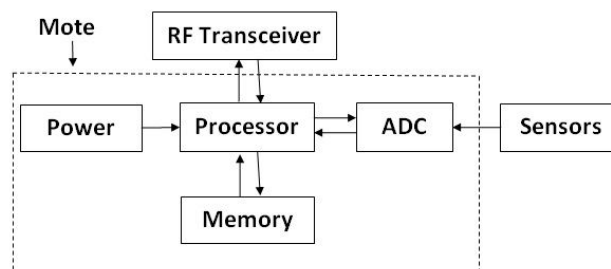 Mote
RF Transceiver
Power
Processor
ADC
Sensors
Memory